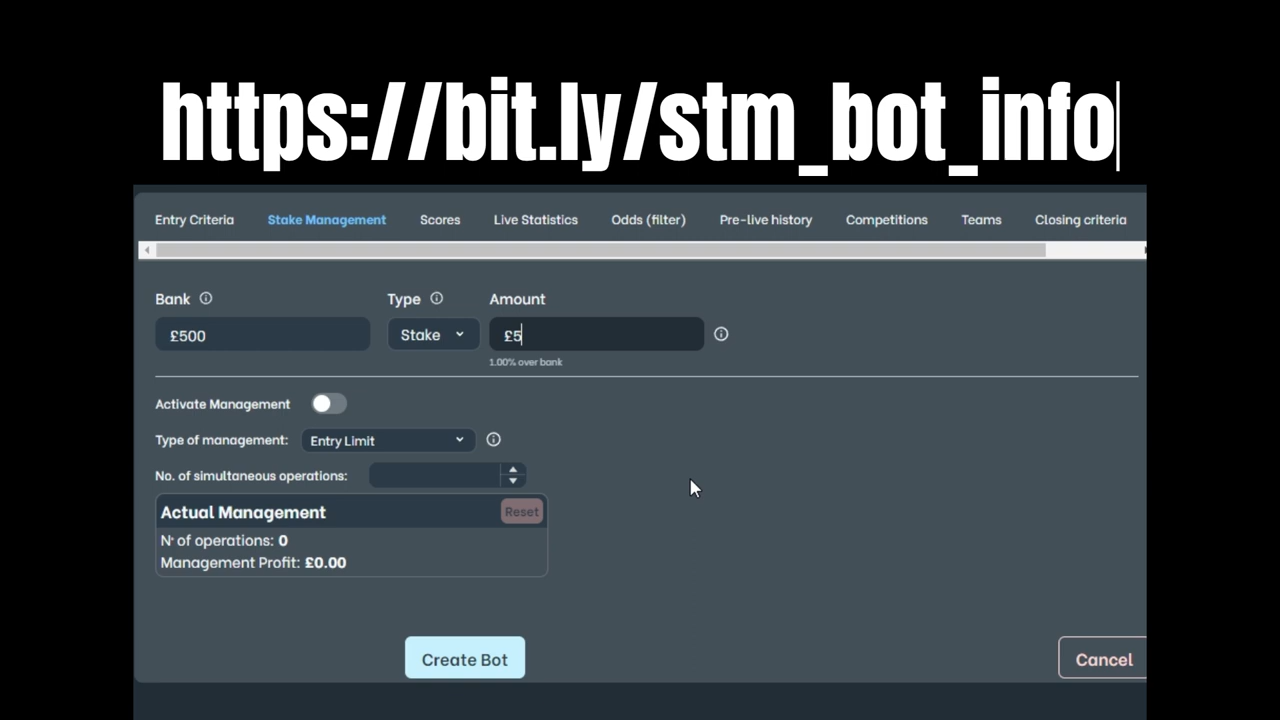 https://bit.ly/stm_bot_info
Entry Criteria Stake Management Scores Live Statistics Odds (filter) Pre-live history Competitions Teams Closing criteria
Bank Type Amount
£500 Stake £5
1.00% over bank
Activate Management
Type of management: Entry Limit
No. of simultaneous operations:
Actual Management Reset
Nº of operations: 0
Management Profit: £0.00
Create Bot Cancel